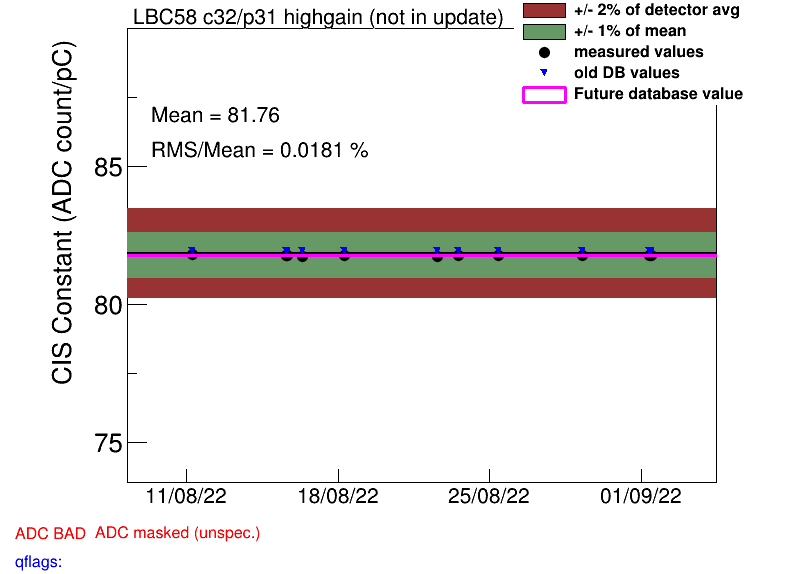 LBC58 c32/p31 highgain (not in update)
+/- 2% of detector avg
+/- 1% of mean
measured values
old DB values
Future database value
Mean = 81.76
RMS/Mean = 0.0181 %
CIS Constant (ADC count/pC)
85
80
75
11/08/22 18/08/22 25/08/22 01/09/22
ADC BAD ADC masked (unspec.)
qflags: